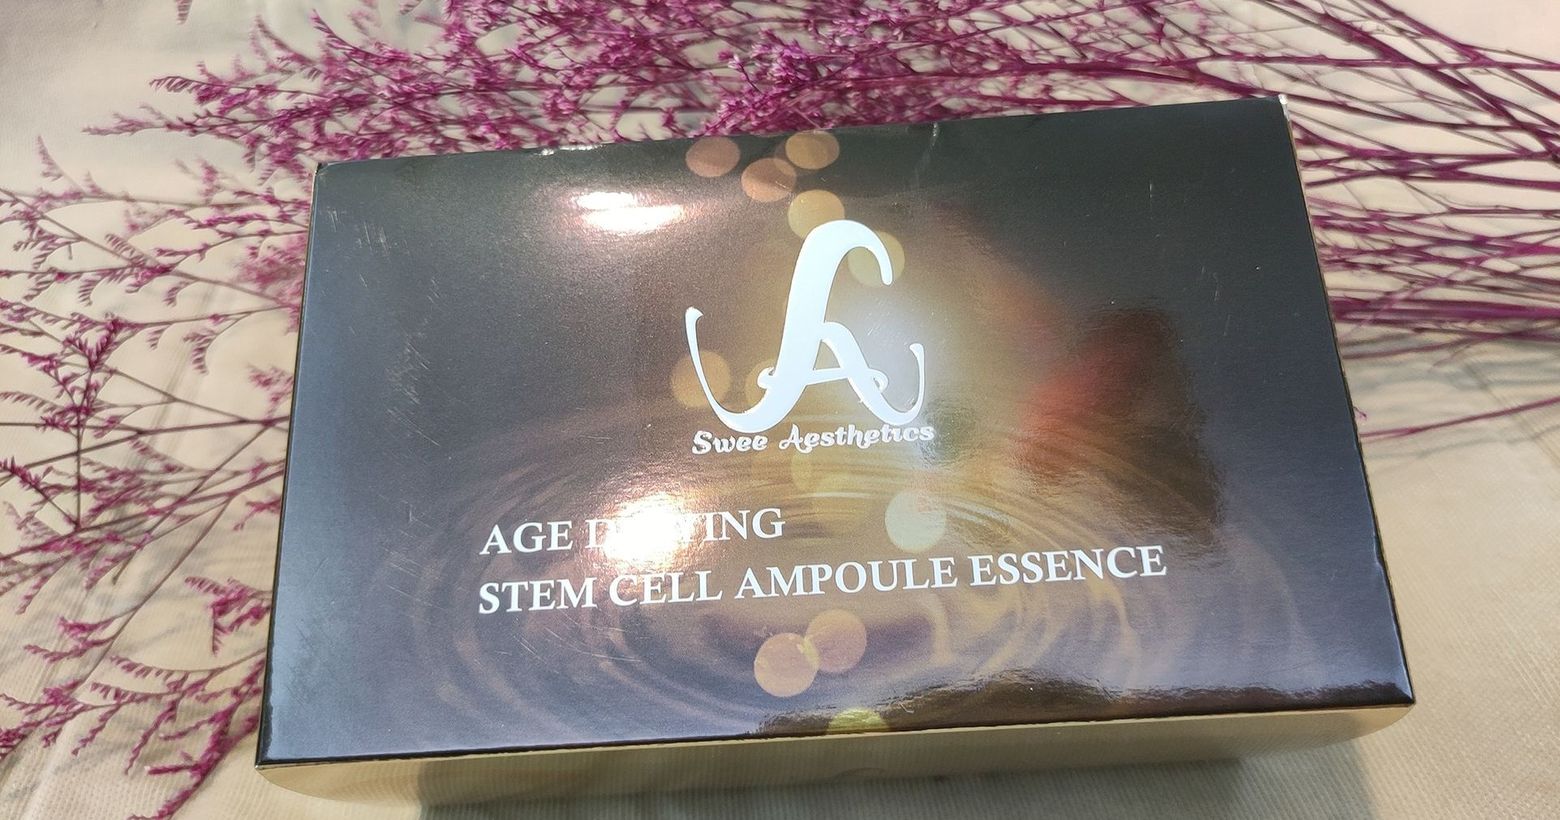 Swee Aesthetics
AGE
STEM CELL AMPOULE ESSENCE